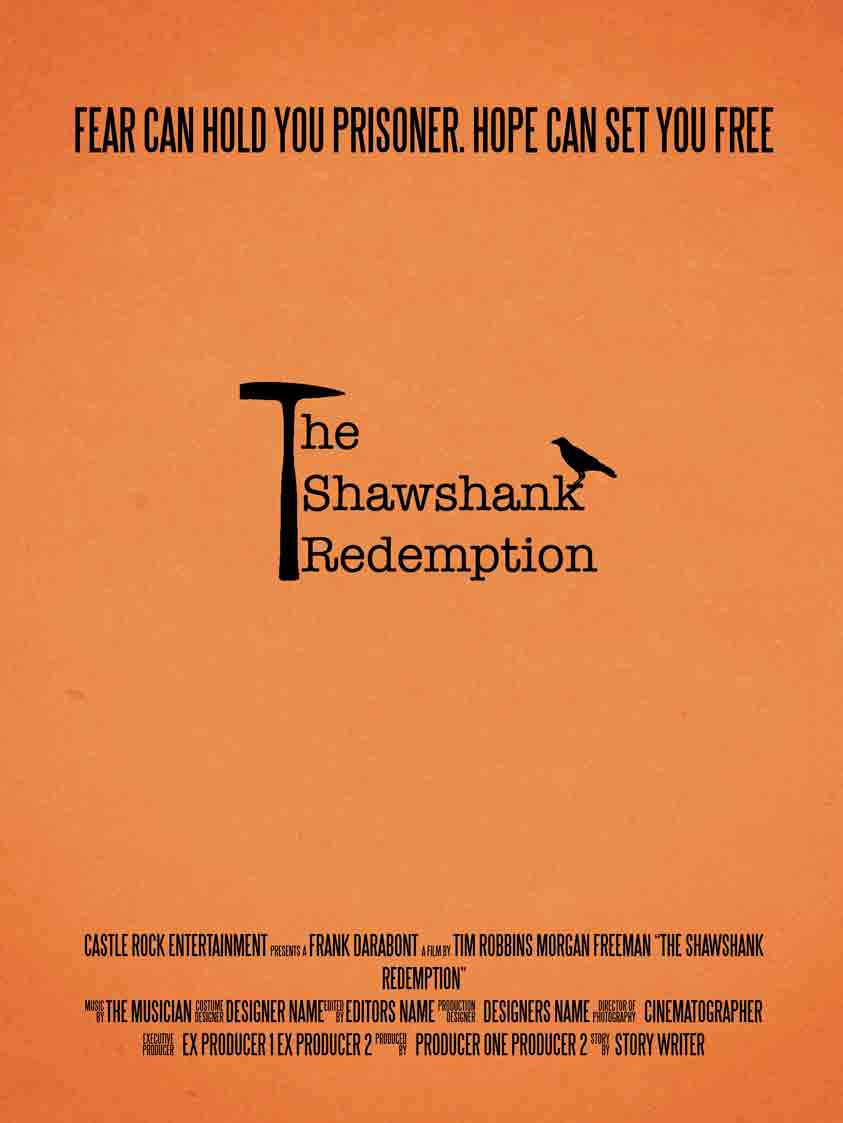 FEAR CAN HOLD YOU PRISONER. HOPE CAN SET YOU FREE
The
Shawshank
Redemption
CASTLE ROCK ENTERTAINMENT PRESENTS A FRANK DARABONT A FILM BY TIM ROBBINS MORGAN FREEMAN "THE SHAWSHANK
REDEMPTION"
MUSIC BY THE MUSICIAN COSTUME DESIGNER DESIGNER NAME EDITED BY EDITORS NAME PRODUCTION DESIGNER DESIGNERS NAME DIRECTOR OF PHOTOGRAPHY CINEMATOGRAPHER
EXECUTIVE PRODUCER EX PRODUCER 1 EX PRODUCER 2 PRODUCED BY PRODUCER ONE PRODUCER 2 STORY BY STORY WRITER